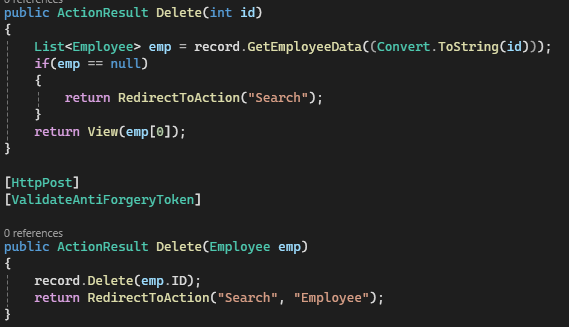 0 references
public ActionResult Delete(int id)
{
List<Employee> emp = record.GetEmployeeData((Convert.ToString(id)));
if(emp == null)
{
return RedirectToAction("Search");
}
return View(emp[0]);
}
[HttpPost]
[ValidateAntiForgeryToken]
0 references
public ActionResult Delete(Employee emp)
{
record.Delete(emp.ID);
return RedirectToAction("Search", "Employee");
}